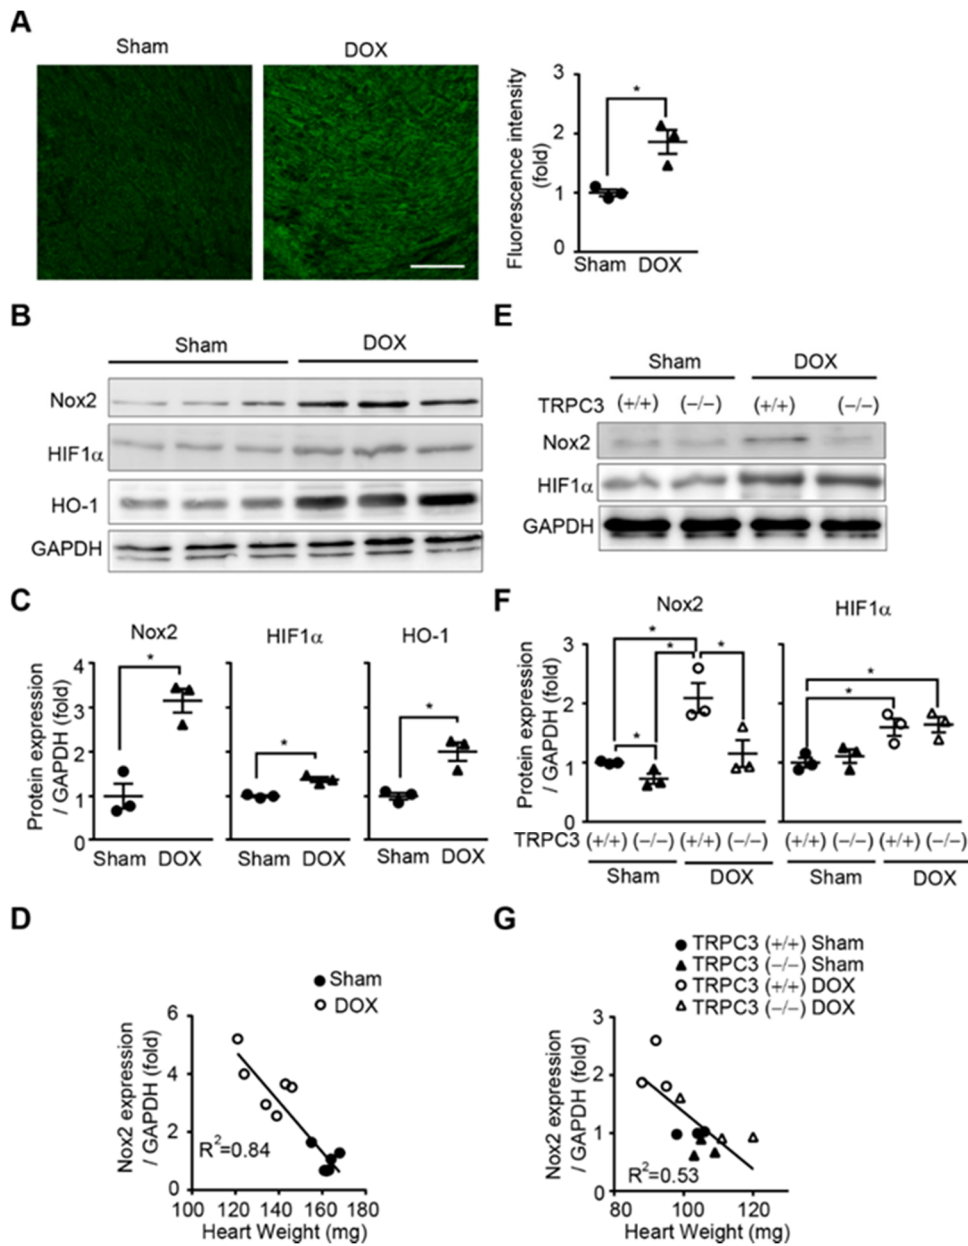 A
Sham
DOX
Fluorescence intensity
(fold)
3
2
1
0
*
Sham
DOX
B
Sham
DOX
Nox2
HIF1α
HO-1
GAPDH
E
Sham
DOX
TRPC3 (+/+) (−/−) (+/+) (−/−)
Nox2
HIF1α
GAPDH
C
Nox2
HIF1α
HO-1
Protein expression
/ GAPDH (fold)
4
3
2
1
0
*
*
*
Sham DOX
Sham DOX
Sham DOX
F
Nox2
HIF1α
Protein expression
/ GAPDH (fold)
3
2
1
0
*
*
*
*
*
*
TRPC3 (+/+) (−/−) (+/+) (−/−) (+/+) (−/−) (+/+) (−/−)
Sham
DOX
Sham
DOX
D
Sham
DOX
Nox2 expression
/ GAPDH (fold)
6
4
2
0
R²=0.84
100 120 140 160 180
Heart Weight (mg)
G
TRPC3 (+/+) Sham
TRPC3 (−/−) Sham
TRPC3 (+/+) DOX
TRPC3 (−/−) DOX
Nox2 expression
/ GAPDH (fold)
3
2
1
0
R²=0.53
80 100 120
Heart Weight (mg)